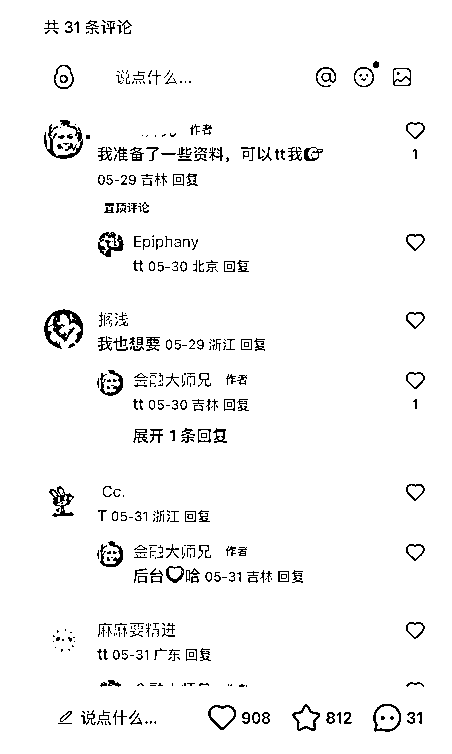 共 31 条评论
说点什么...
作者
我准备了一些资料，可以tt我
1
05-29 吉林 回复
置顶评论
Epiphany
tt 05-30 北京 回复
搁浅
我也想要 05-29 浙江 回复
金融大师兄 作者
tt 05-30 吉林 回复
1
展开 1 条回复
Cc.
T 05-31 浙江 回复
金融大师兄 作者
后台哈 05-31 吉林 回复
麻麻要精进
tt 05-31 广东 回复
说点什么... 908 812 31